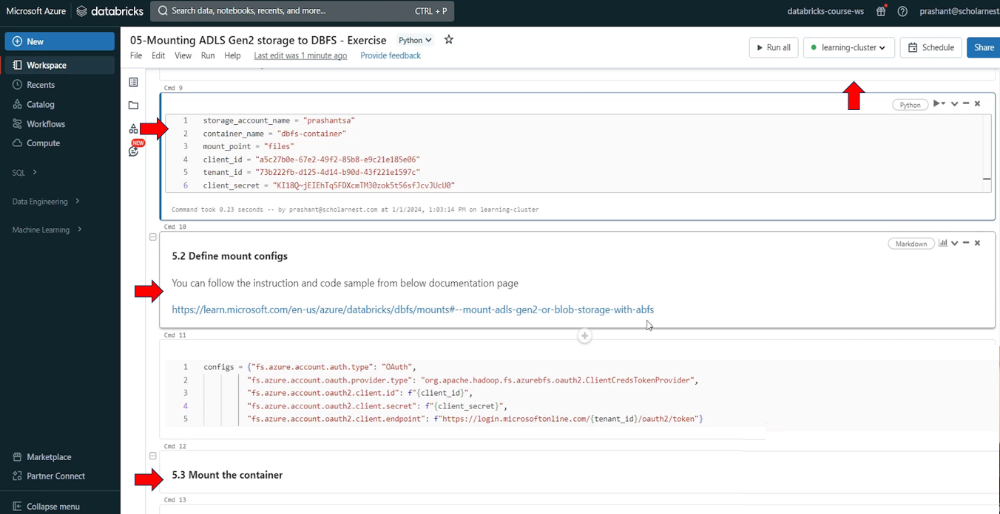 Microsoft Azure
databricks
Search data, notebooks, recents, and more...
CTRL + P
databricks-course-ws
prashant@scholarnest
New
Workspace
Recents
Catalog
Workflows
Compute
SQL
Data Engineering
Machine Learning
Marketplace
Partner Connect
Collapse menu
05-Mounting ADLS Gen2 storage to DBFS - Exercise
Python
File Edit View Run Help Last edit was 1 minute ago Provide feedback
Run all
learning-cluster
Schedule
Share
NEW
Cmd 9
Python
1 storage_account_name = "prashantsa"
2 container_name = "dbfs-container"
3 mount_point = "files"
4 client_id = "a5c27b0e-67e2-49f2-85b8-e9c21e185e06"
5 tenant_id = "73b222fb-d125-4d14-b90d-43f221e1597c"
6 client_secret = "KI18Q~jEIEhTq5FDXcmTM30zok5t56sfJcvJUcU0"
Command took 0.23 seconds -- by prashant@scholarnest.com at 1/1/2024, 1:03:14 PM on learning-cluster
Cmd 10
Markdown
5.2 Define mount configs
You can follow the instruction and code sample from below documentation page
https://learn.microsoft.com/en-us/azure/databricks/dbfs/mounts#--mount-adls-gen2-or-blob-storage-with-abfs
Cmd 11
1 configs = {"fs.azure.account.auth.type": "OAuth",
2 "fs.azure.account.oauth.provider.type": "org.apache.hadoop.fs.azurebfs.oauth2.ClientCredsTokenProvider",
3 "fs.azure.account.oauth2.client.id": f"{client_id}",
4 "fs.azure.account.oauth2.client.secret": f"{client_secret}",
5 "fs.azure.account.oauth2.client.endpoint": f"https://login.microsoftonline.com/{tenant_id}/oauth2/token"}
Cmd 12
5.3 Mount the container
Cmd 13